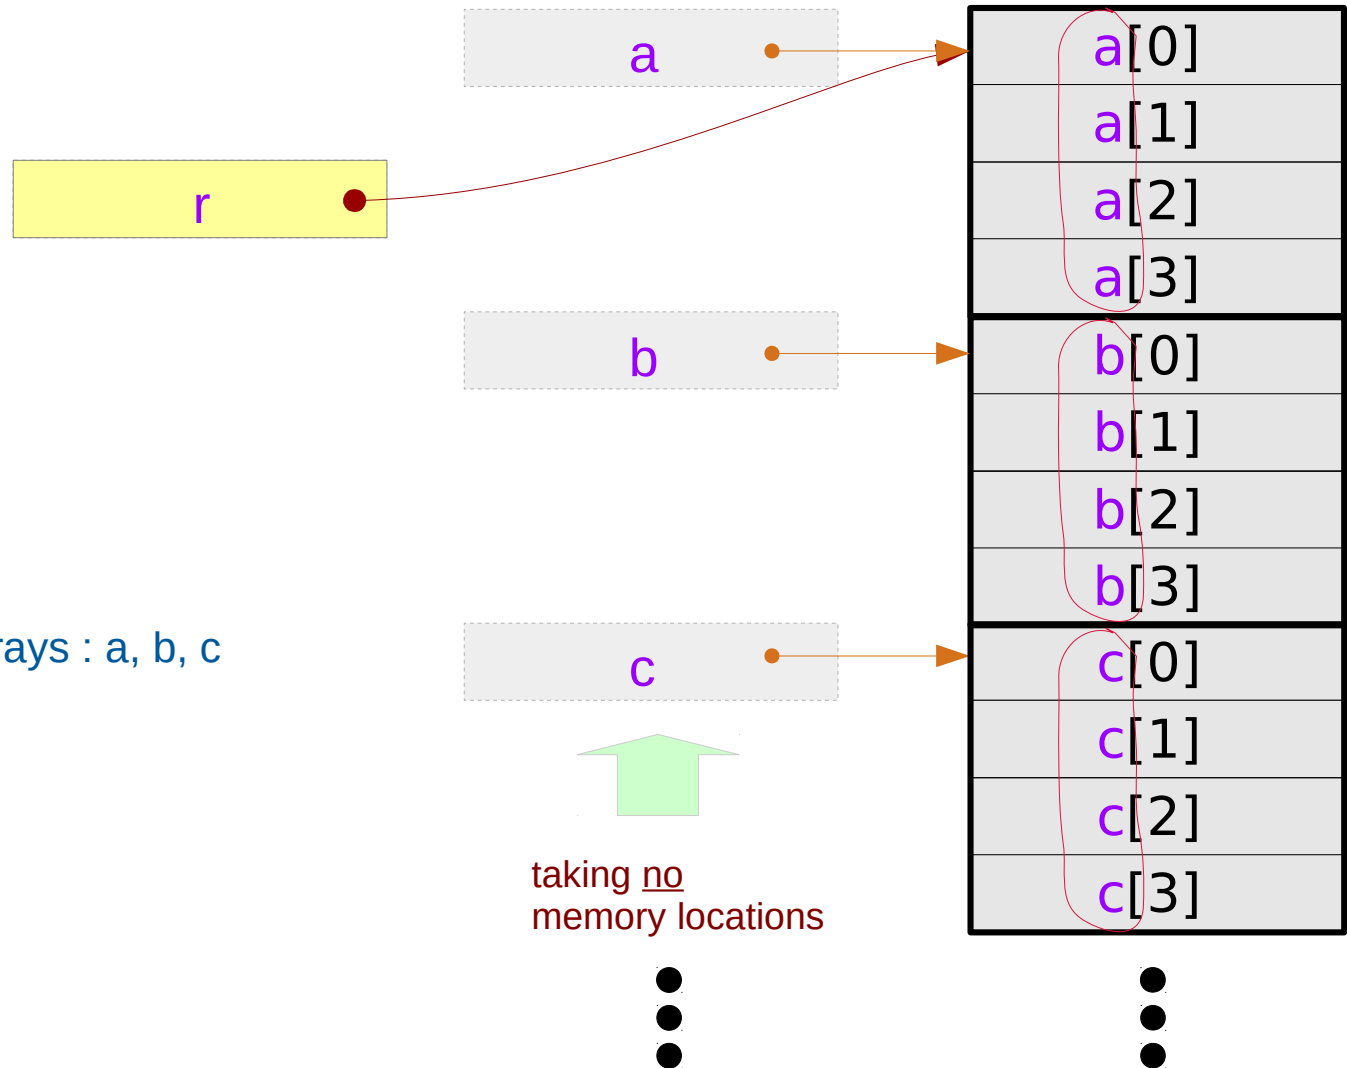 a
a[0]
a[1]
r
a[2]
a[3]
b
b[0]
b[1]
b[2]
b[3]
rays : a, b, c
c
c[0]
c[1]
c[2]
taking no
memory locations
c[3]